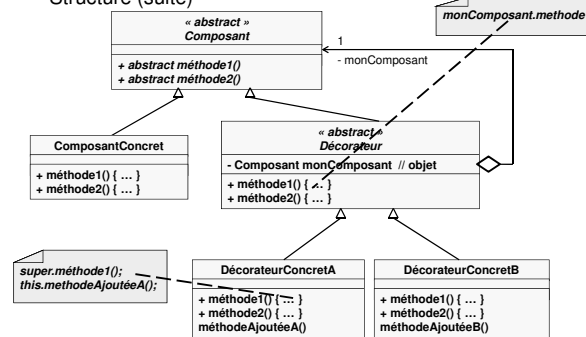 Structure (suite)
monComposant.methode
« abstract »
Composant
+ abstract méthode1()
+ abstract méthode2()
1
- monComposant
ComposantConcret
+ méthode1() { ... }
+ méthode2() { ... }
« abstract »
Décorateur
- Composant monComposant // objet
+ méthode1() { ... }
+ méthode2() { ... }
super.méthode1();
this.methodeAjoutéeA();
DécorateurConcretA
+ méthode1() { ... }
+ méthode2() { ... }
méthodeAjoutéeA()
DécorateurConcretB
+ méthode1() { ... }
+ méthode2() { ... }
méthodeAjoutéeB()